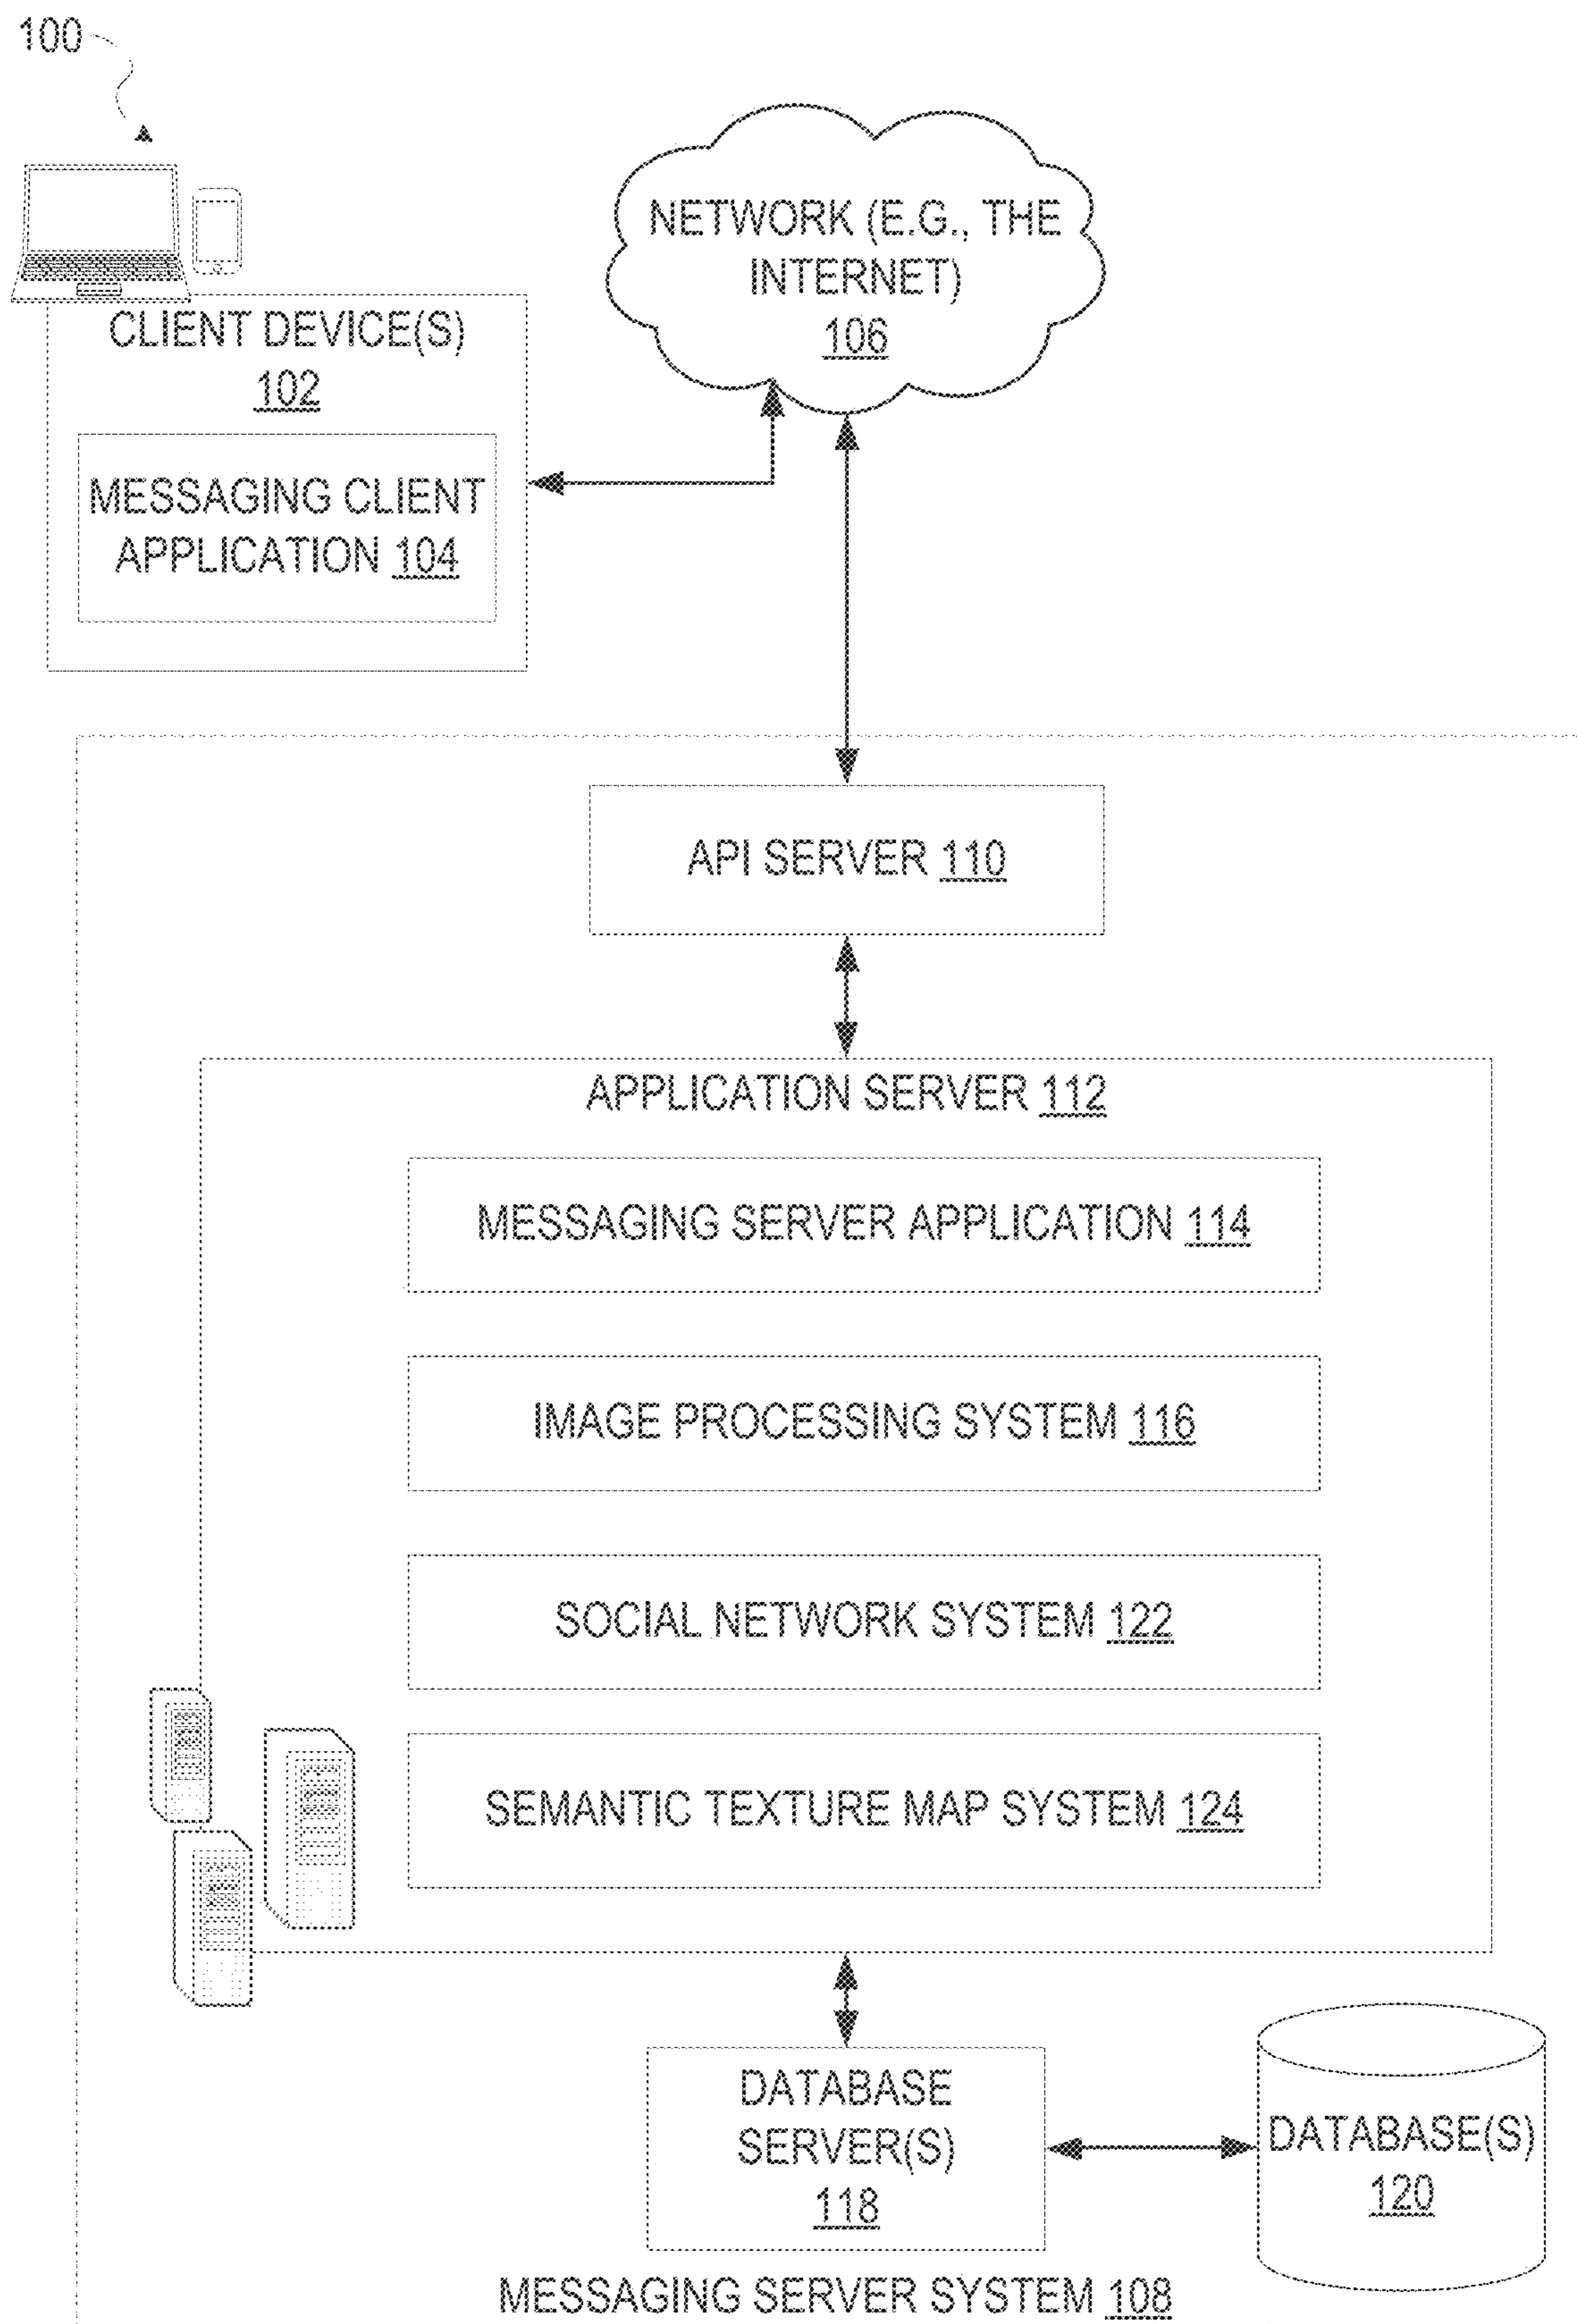 100
NETWORK (E.G., THE
INTERNET)
106
CLIENT DEVICE(S)
102
MESSAGING CLIENT
APPLICATION 104
API SERVER 110
APPLICATION SERVER 112
MESSAGING SERVER APPLICATION 114
IMAGE PROCESSING SYSTEM 116
SOCIAL NETWORK SYSTEM 122
SEMANTIC TEXTURE MAP SYSTEM 124
DATABASE
SERVER(S)
118
DATABASE(S)
120
MESSAGING SERVER SYSTEM 108